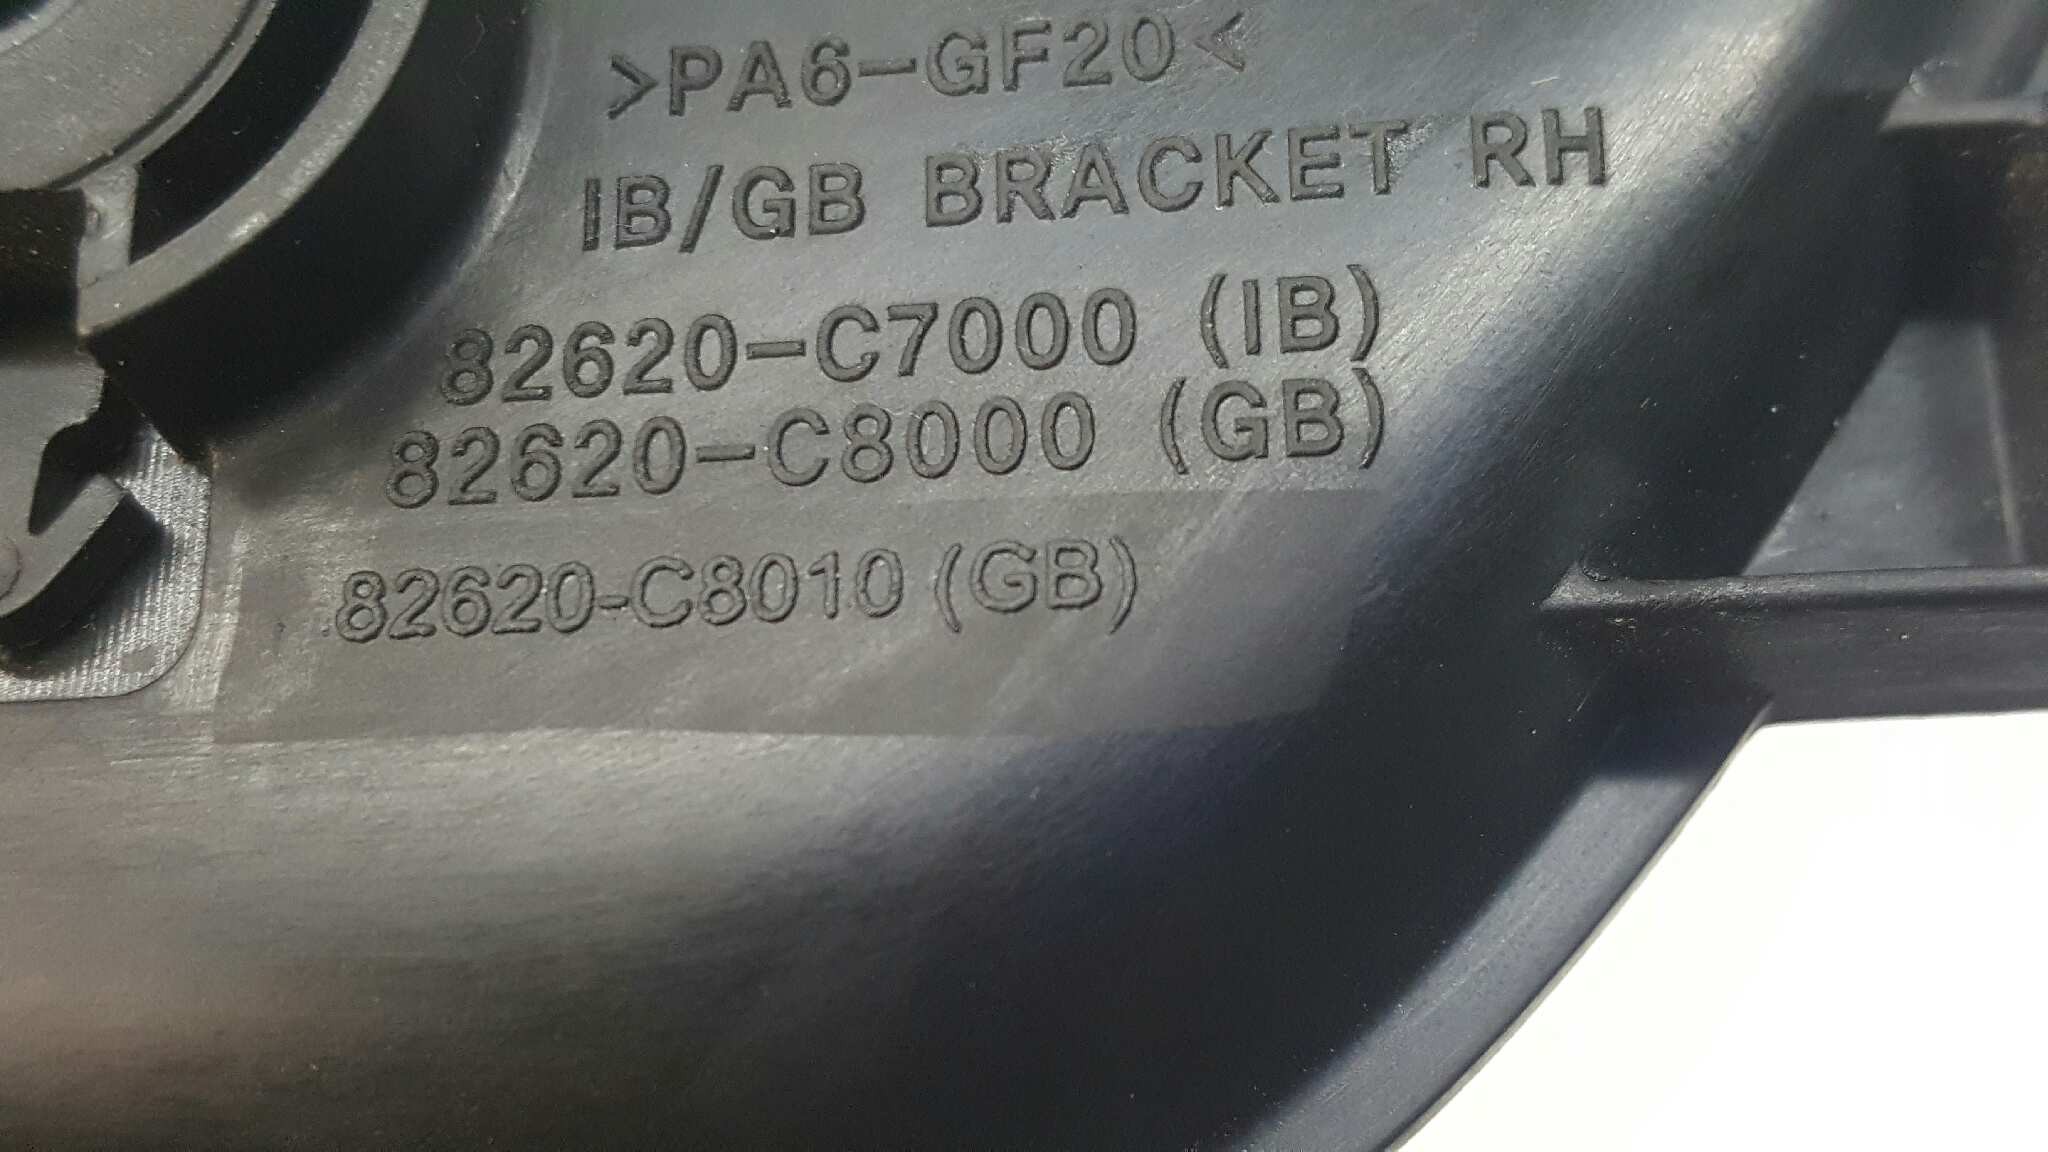 >PA6-GF20<
IB/GB BRACKET RH
82620-C7000 (IB)
82620-C8000 (GB)
82620-C8010 (GB)